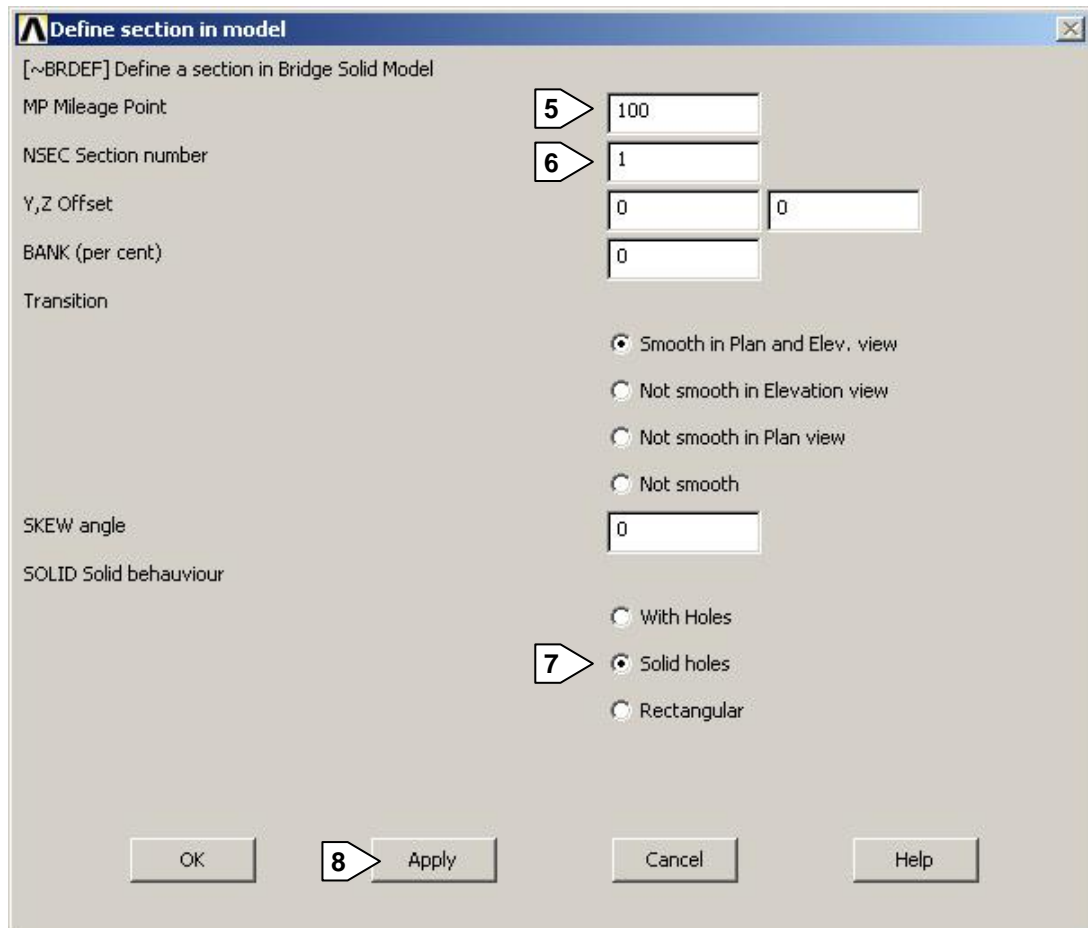 Define section in model
[~BRDEF] Define a section in Bridge Solid Model
MP Mileage Point 5 100
NSEC Section number 6 1
Y,Z Offset 0 0
BANK (per cent) 0
Transition
Smooth in Plan and Elev. view
Not smooth in Elevation view
Not smooth in Plan view
Not smooth
SKEW angle 0
SOLID Solid behauviour
With Holes
7 Solid holes
Rectangular
OK 8 Apply Cancel Help